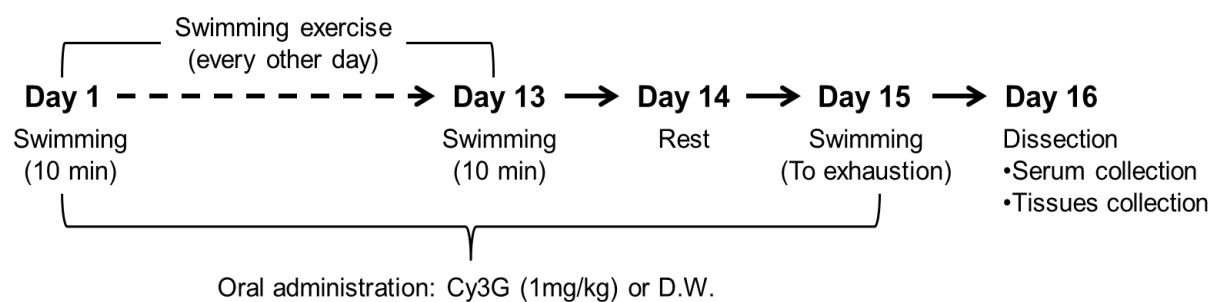 Swimming exercise
(every other day)
Day 1
Day 13
Day 14
Day 15
Day 16
Swimming
(10 min)
Swimming
(10 min)
Rest
Swimming
(To exhaustion)
Dissection
•Serum collection
•Tissues collection
Oral administration: Cy3G (1mg/kg) or D.W.